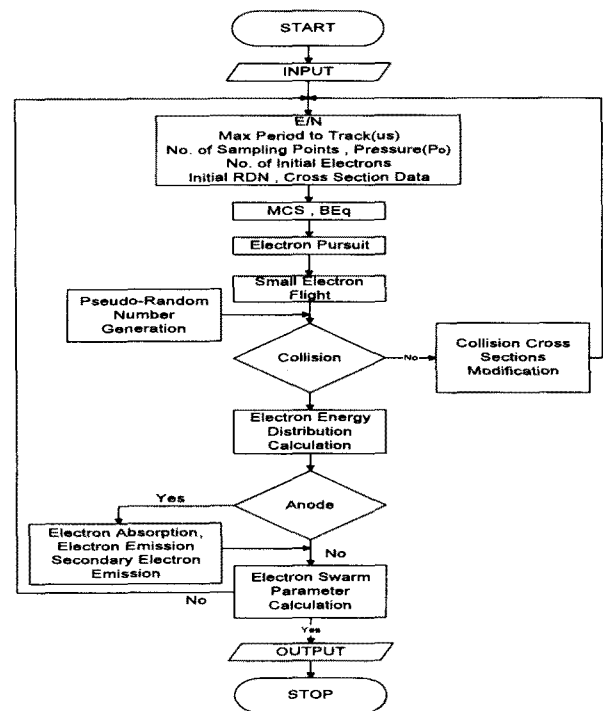 START
INPUT
E/N
Max Period to Track(us)
No. of Sampling Points , Pressure(Po)
No. of Initial Electrons
Initial RDN , Cross Section Data
MCS , BEq
Electron Pursuit
Small Electron
Flight
Pseudo-Random
Number
Generation
Collision
No
Collision Cross
Sections
Modification
Electron Energy
Distribution
Calculation
Yes
Anode
Electron Absorption,
Electron Emission
Secondary Electron
Emission
No
No
Electron Swarm
Parameter
Calculation
Yes
OUTPUT
STOP